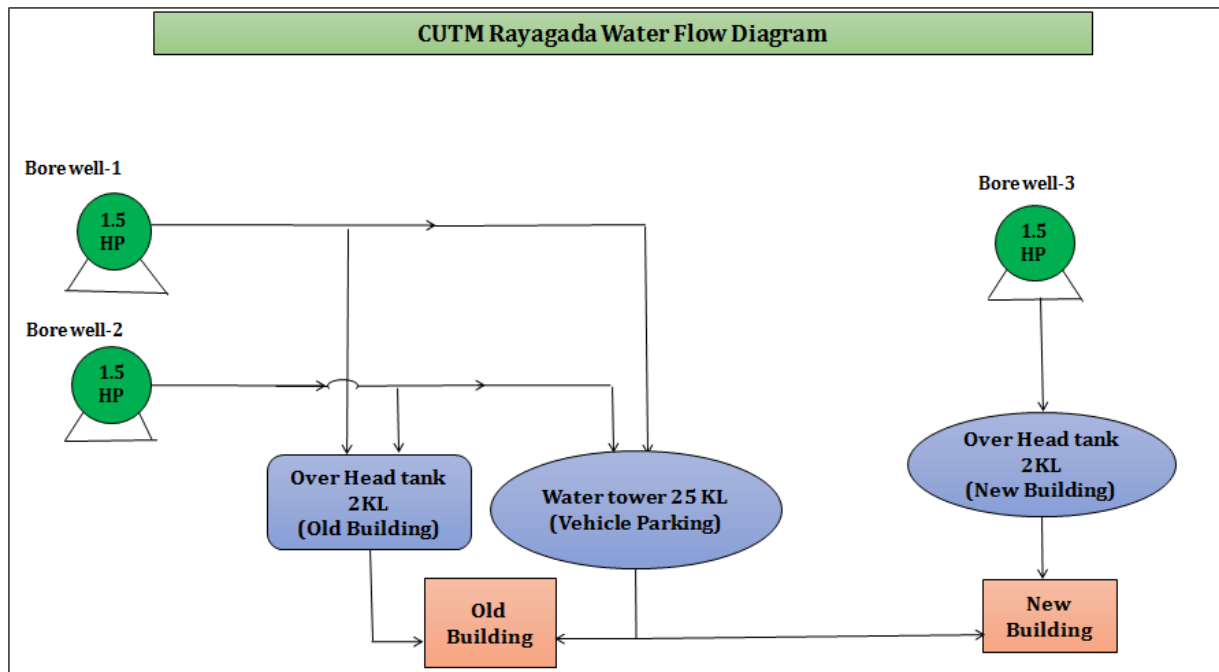 CUTM Rayagada Water Flow Diagram
Bore well-1
1.5
HP
Bore well-3
1.5
HP
Bore well-2
1.5
HP
Over Head tank
2KL
(Old Building)
Water tower 25 KL
(Vehicle Parking)
Over Head tank
2KL
(New Building)
Old
Building
New
Building